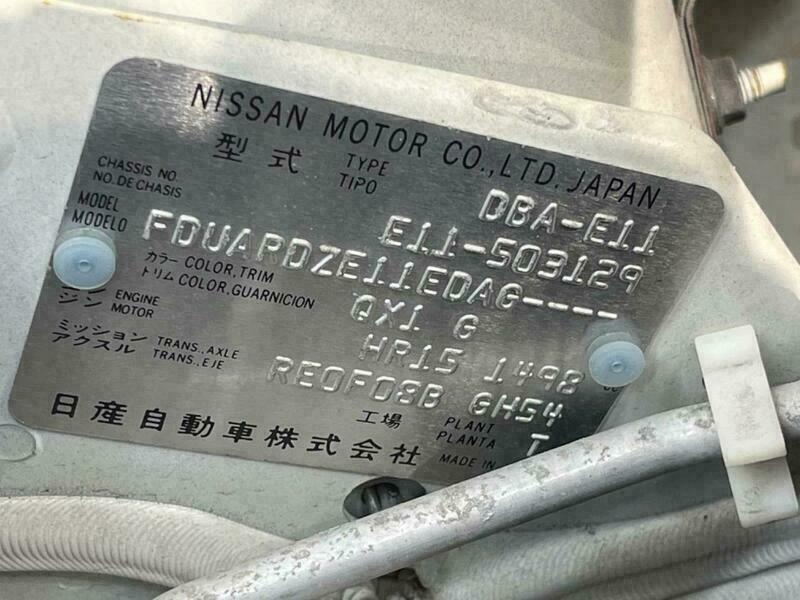 NISSAN MOTOR CO.,LTD. JAPAN
型式 TYPE TIPO DBA-E11
CHASSIS NO. NO. DE CHASIS E11-503129
MODEL MODELO FDUARDZE11EDAG----
カラー COLOR, TRIM
トリム COLOR, GUARNICION QX1 G
ジン ENGINE MOTOR HR15 1498 cc
ミッション TRANS., AXLE
アクスル TRANS., EJE RE0F08B GH54
工場 PLANT PLANTA T
日産自動車株式会社 MADE IN